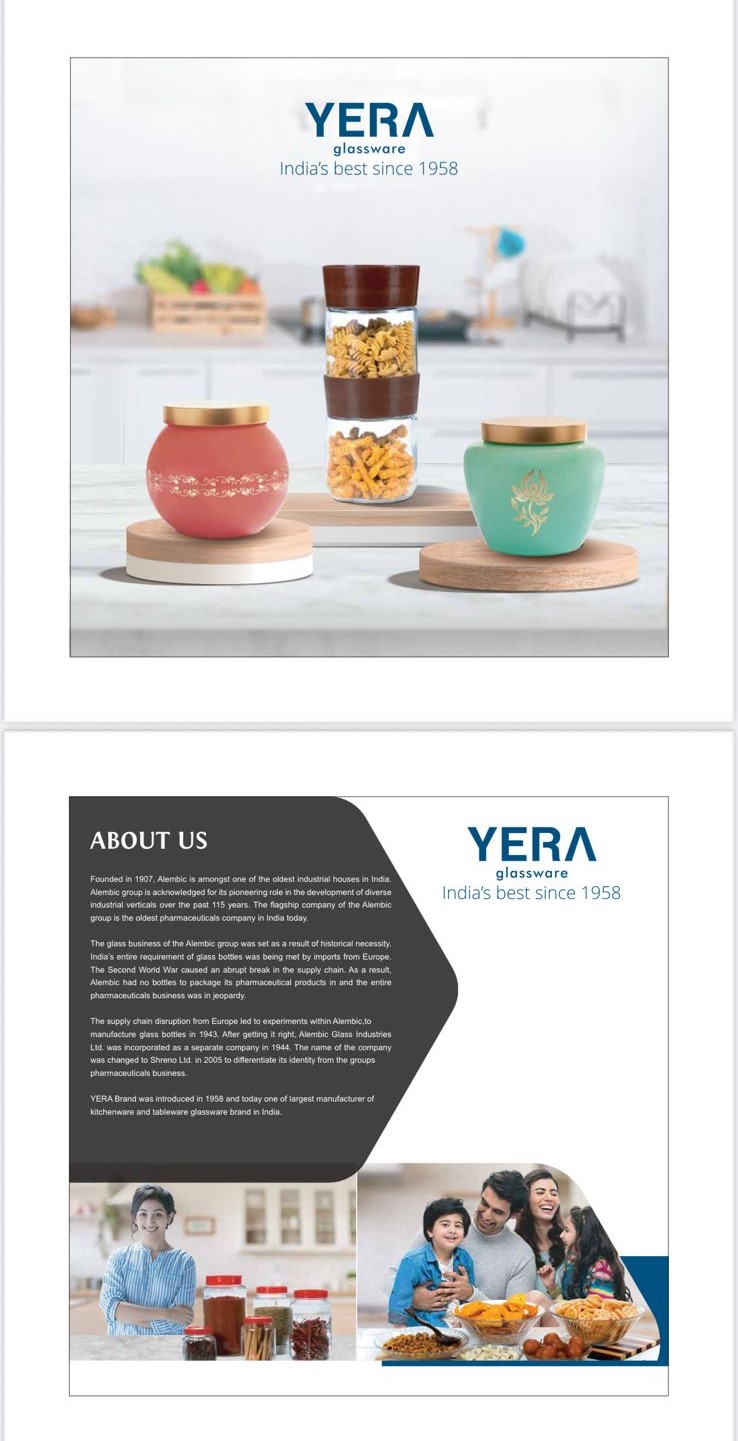 YERA
glassware
India's best since 1958
ABOUT US
Founded in 1907, Alembic is amongst one of the oldest industrial houses in India.
Alembic group is acknowledged for its pioneering role in the development of diverse
industrial verticals over the past 115 years. The flagship company of the Alembic
group is the oldest pharmaceuticals company in India today.
The glass business of the Alembic group was set as a result of historical necessity.
India's entire requirement of glass bottles was being met by imports from Europe.
The Second World War caused an abrupt break in the supply chain. As a result,
Alembic had no bottles to package its pharmaceutical products in and the entire
pharmaceuticals business was in jeopardy.
The supply chain disruption from Europe led to experiments within Alembic,to
manufacture glass bottles in 1943. After getting it right, Alembic Glass Industries
Ltd. was incorporated as a separate company in 1944. The name of the company
was changed to Shreno Ltd. in 2005 to differentiate its identity from the groups
pharmaceuticals business.
YERA Brand was introduced in 1958 and today one of largest manufacturer of
kitchenware and tableware glassware brand in India.
YERA
glassware
India's best since 1958